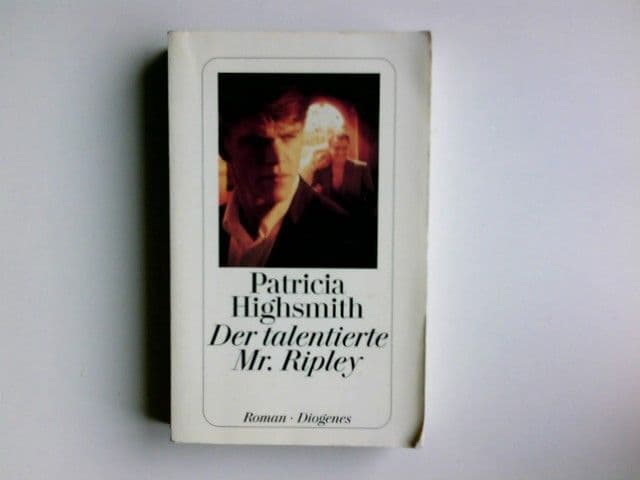 Patricia
Highsmith
Der talentierte
Mr. Ripley
Roman · Diogenes